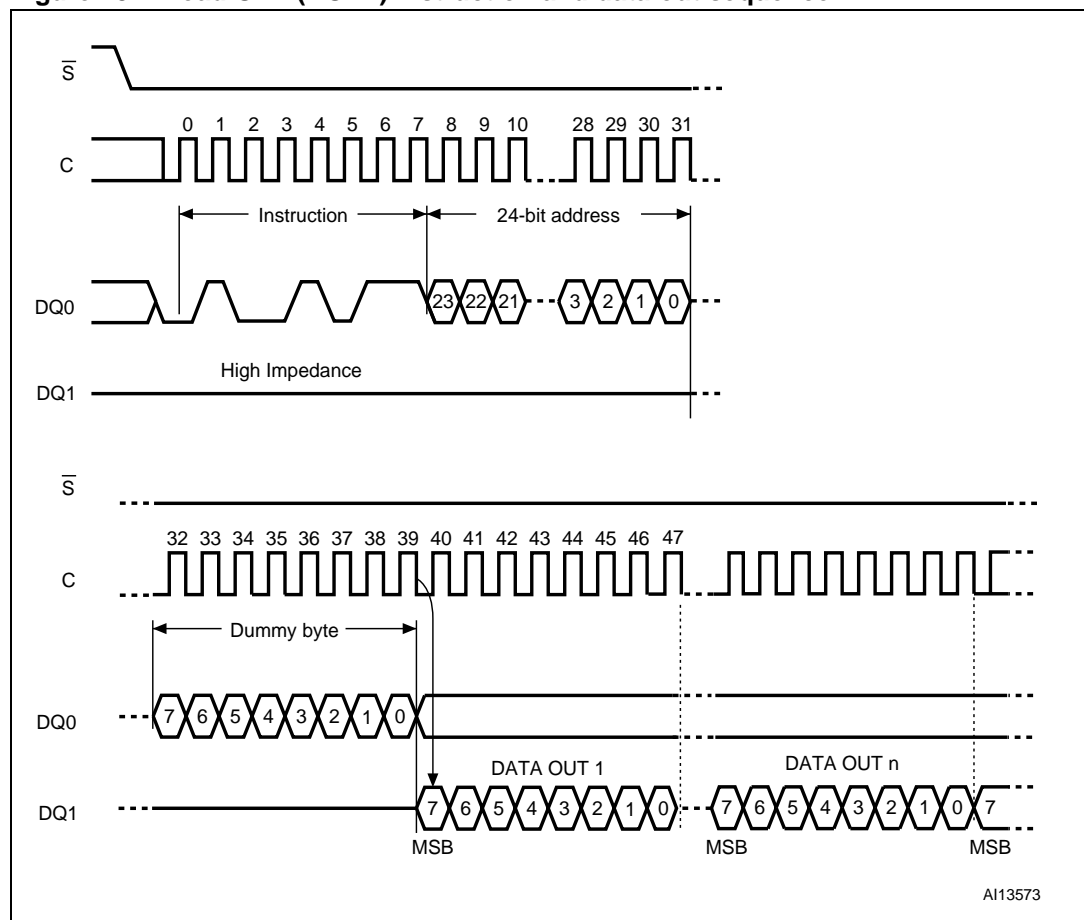 S
0 1 2 3 4 5 6 7 8 9 10 28 29 30 31
C
Instruction 24-bit address
DQ0 23 22 21 3 2 1 0
High Impedance
DQ1
S
32 33 34 35 36 37 38 39 40 41 42 43 44 45 46 47
C
Dummy byte
DQ0 7 6 5 4 3 2 1 0
DATA OUT 1 DATA OUT n
DQ1 7 6 5 4 3 2 1 0 7 6 5 4 3 2 1 0 7
MSB MSB MSB
AI13573